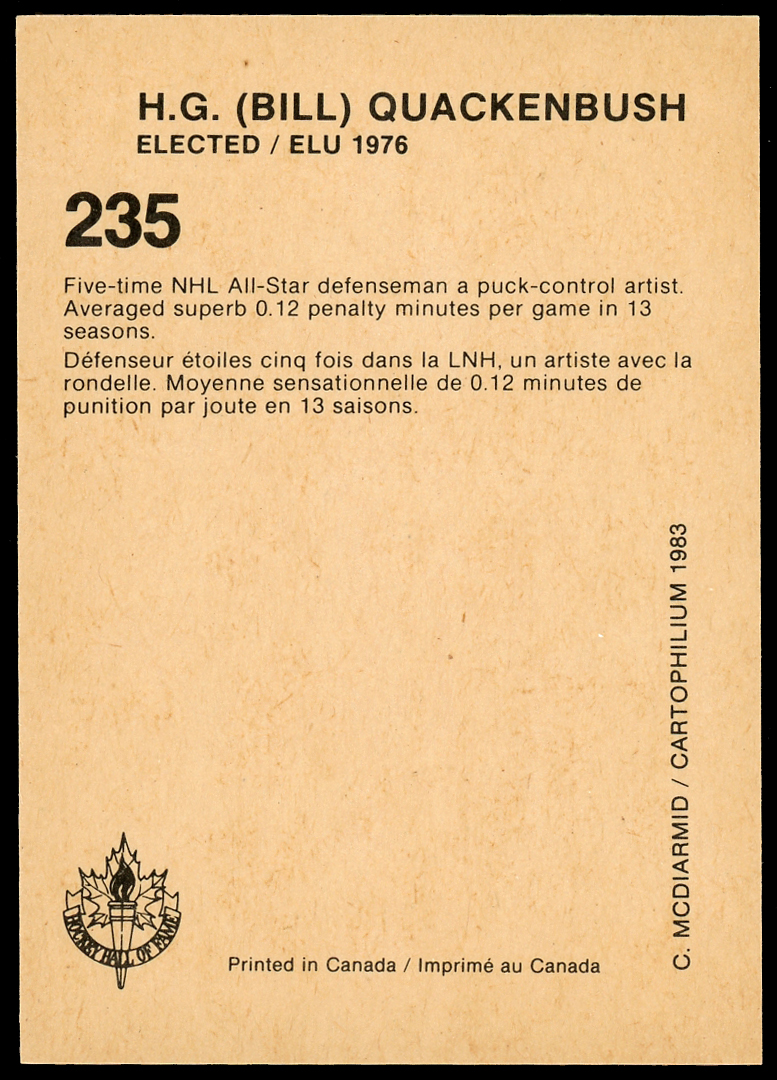 H.G. (BILL) QUACKENBUSH
ELECTED / ELU 1976
235
Five-time NHL All-Star defenseman a puck-control artist.
Averaged superb 0.12 penalty minutes per game in 13
seasons.
Défenseur étoiles cinq fois dans la LNH, un artiste avec la
rondelle. Moyenne sensationnelle de 0.12 minutes de
punition par joute en 13 saisons.
C. MCDIARMID / CARTOPHILIUM 1983
HOCKEY HALL OF FAME
Printed in Canada / Imprimé au Canada